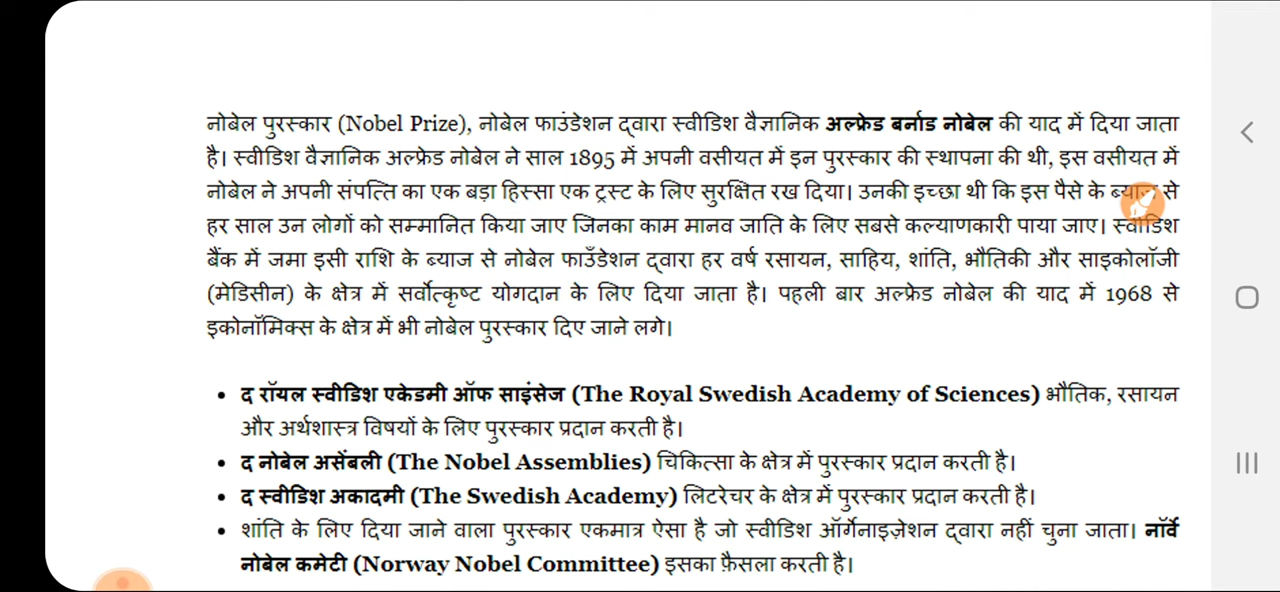 नोबेल पुरस्कार (Nobel Prize), नोबेल फाउंडेशन द्वारा स्वीडिश वैज्ञानिक अल्फ्रेड बर्नाड नोबेल की याद में दिया जाता
है। स्वीडिश वैज्ञानिक अल्फ्रेड नोबेल ने साल 1895 में अपनी वसीयत में इन पुरस्कार की स्थापना की थी, इस वसीयत में
नोबेल ने अपनी संपत्ति का एक बड़ा हिस्सा एक ट्रस्ट के लिए सुरक्षित रख दिया। उनकी इच्छा थी कि इस पैसे के ब्याज से
हर साल उन लोगों को सम्मानित किया जाए जिनका काम मानव जाति के लिए सबसे कल्याणकारी पाया जाए। स्वीडिश
बैंक में जमा इसी राशि के ब्याज से नोबेल फाउँडेशन द्वारा हर वर्ष रसायन, साहिय, शांति, भौतिकी और साइकोलॉजी
(मेडिसीन) के क्षेत्र में सर्वोत्कृष्ट योगदान के लिए दिया जाता है। पहली बार अल्फ्रेड नोबेल की याद में 1968 से
इकोनॉमिक्स के क्षेत्र में भी नोबेल पुरस्कार दिए जाने लगे।
• द रॉयल स्वीडिश एकेडमी ऑफ साइंसेज (The Royal Swedish Academy of Sciences) भौतिक, रसायन
और अर्थशास्त्र विषयों के लिए पुरस्कार प्रदान करती है।
• द नोबेल असेंबली (The Nobel Assemblies) चिकित्सा के क्षेत्र में पुरस्कार प्रदान करती है।
• द स्वीडिश अकादमी (The Swedish Academy) लिटरेचर के क्षेत्र में पुरस्कार प्रदान करती है।
• शांति के लिए दिया जाने वाला पुरस्कार एकमात्र ऐसा है जो स्वीडिश ऑर्गेनाइज़ेशन द्वारा नहीं चुना जाता। नॉर्वे
नोबेल कमेटी (Norway Nobel Committee) इसका फ़ैसला करती है।